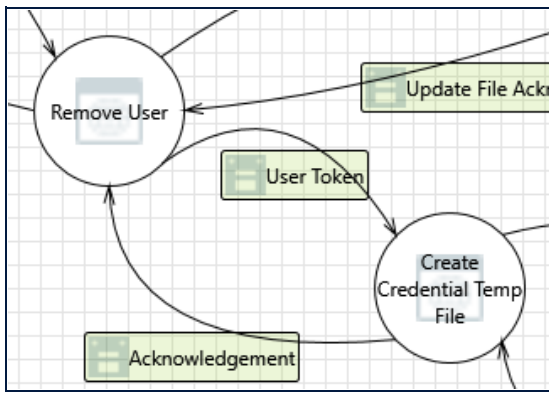 Remove User
Update File Ackn
User Token
Create
Credential Temp
File
Acknowledgement